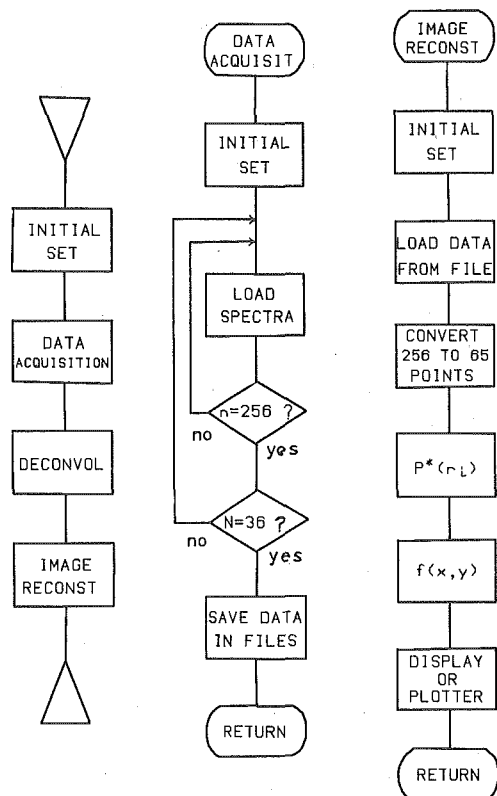 INITIAL
SET
DATA
ACQUISITION
DECONVOL
IMAGE
RECONST
DATA
ACQUISIT
INITIAL
SET
LOAD
SPECTRA
n=256 ?
no
yes
N=36 ?
no
yes
SAVE DATA
IN FILES
RETURN
IMAGE
RECONST
INITIAL
SET
LOAD DATA
FROM FILE
CONVERT
256 TO 65
POINTS
P*(ri)
f(x,y)
DISPLAY
OR
PLOTTER
RETURN